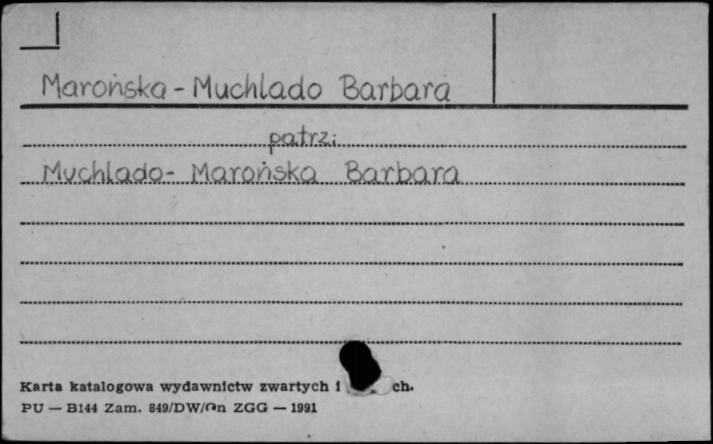 Marońska - Muchlado Barbara
patrz:
Muchlado - Marońska Barbara
Karta katalogowa wydawnictw zwartych i ch.
PU — B144 Zam. 849/DW/On ZGG — 1991